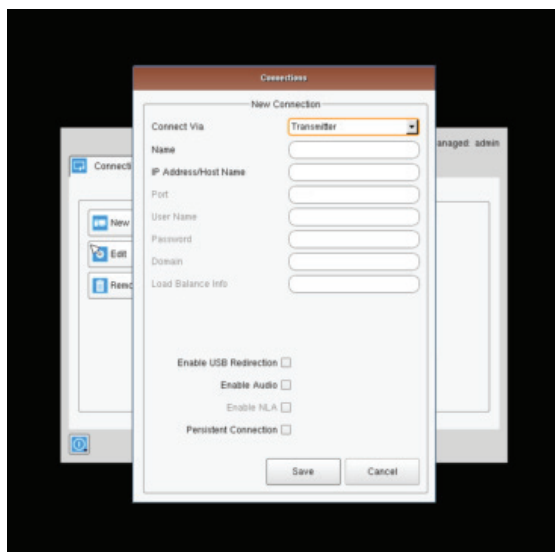 Connections
New Connection
Connect Via Transmitter
Name
IP Address/Host Name
Port
User Name
Password
Domain
Load Balance Info
Enable USB Redirection
Enable Audio
Enable NLA
Persistent Connection
Save Cancel
anaged: admin
Connecti
New
Edit
Remo